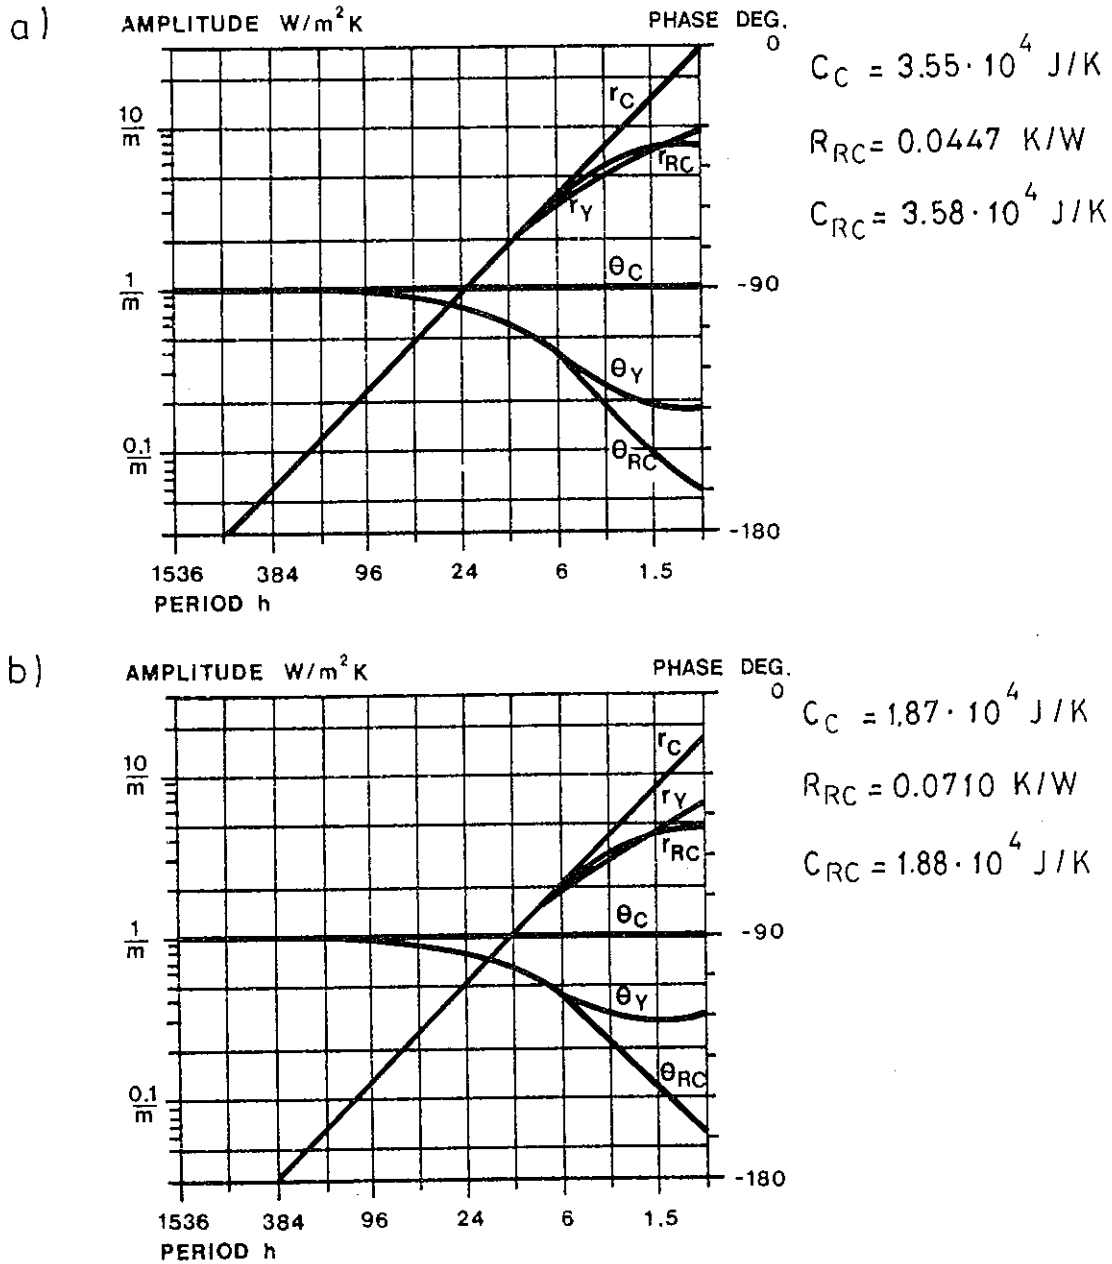 a)
AMPLITUDE W/m²K
PHASE DEG.
0
C_C = 3.55·10⁴ J/K
R_RC = 0.0447 K/W
C_RC = 3.58·10⁴ J/K
r_C
10/m
r_RC
r_Y
θ_C
1/m
-90
θ_Y
0.1/m
θ_RC
-180
1536 384 96 24 6 1.5
PERIOD h
b)
AMPLITUDE W/m²K
PHASE DEG.
0
C_C = 1.87·10⁴ J/K
R_RC = 0.0710 K/W
C_RC = 1.88·10⁴ J/K
r_C
10/m
r_Y
r_RC
θ_C
1/m
-90
θ_Y
θ_RC
0.1/m
-180
1536 384 96 24 6 1.5
PERIOD h